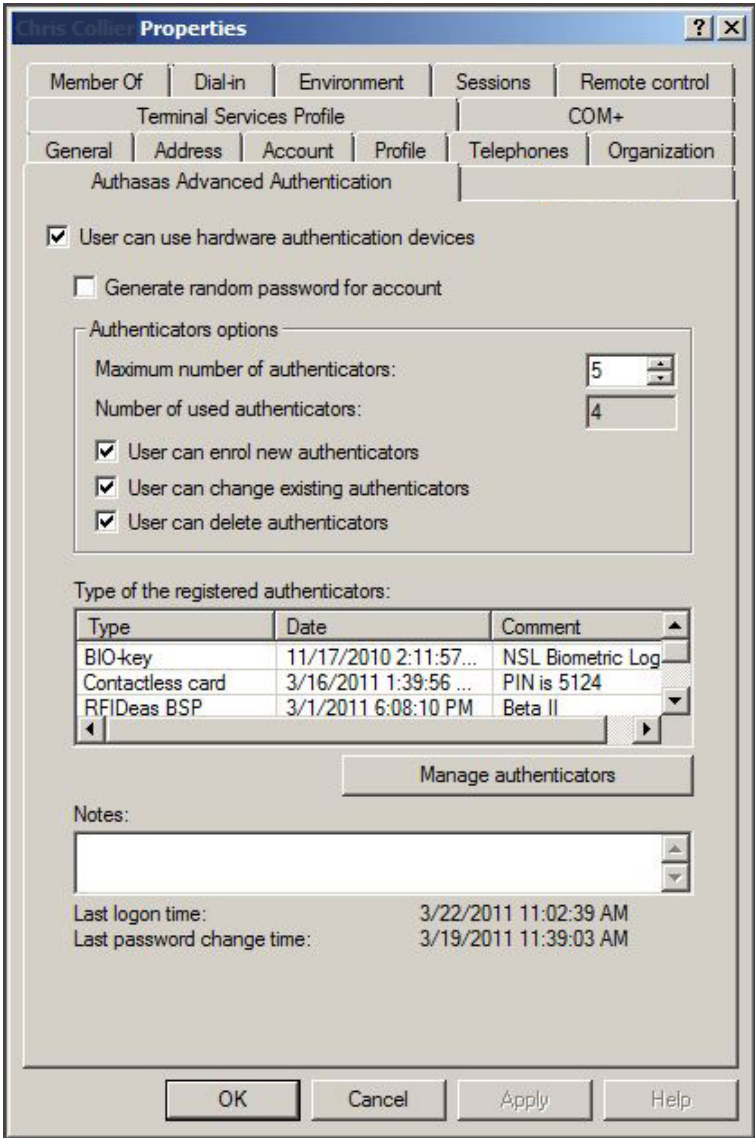 Chris Collier Properties
Member Of Dial-in Environment Sessions Remote control
Terminal Services Profile COM+
General Address Account Profile Telephones Organization
Authasas Advanced Authentication
User can use hardware authentication devices
Generate random password for account
Authenticators options
Maximum number of authenticators: 5
Number of used authenticators: 4
User can enrol new authenticators
User can change existing authenticators
User can delete authenticators
Type of the registered authenticators:
Type Date Comment
BIO-key 11/17/2010 2:11:57... NSL Biometric Log
Contactless card 3/16/2011 1:39:56 ... PIN is 5124
RFIDeas BSP 3/1/2011 6:08:10 PM Beta II
Manage authenticators
Notes:
Last logon time: 3/22/2011 11:02:39 AM
Last password change time: 3/19/2011 11:39:03 AM
OK Cancel Apply Help